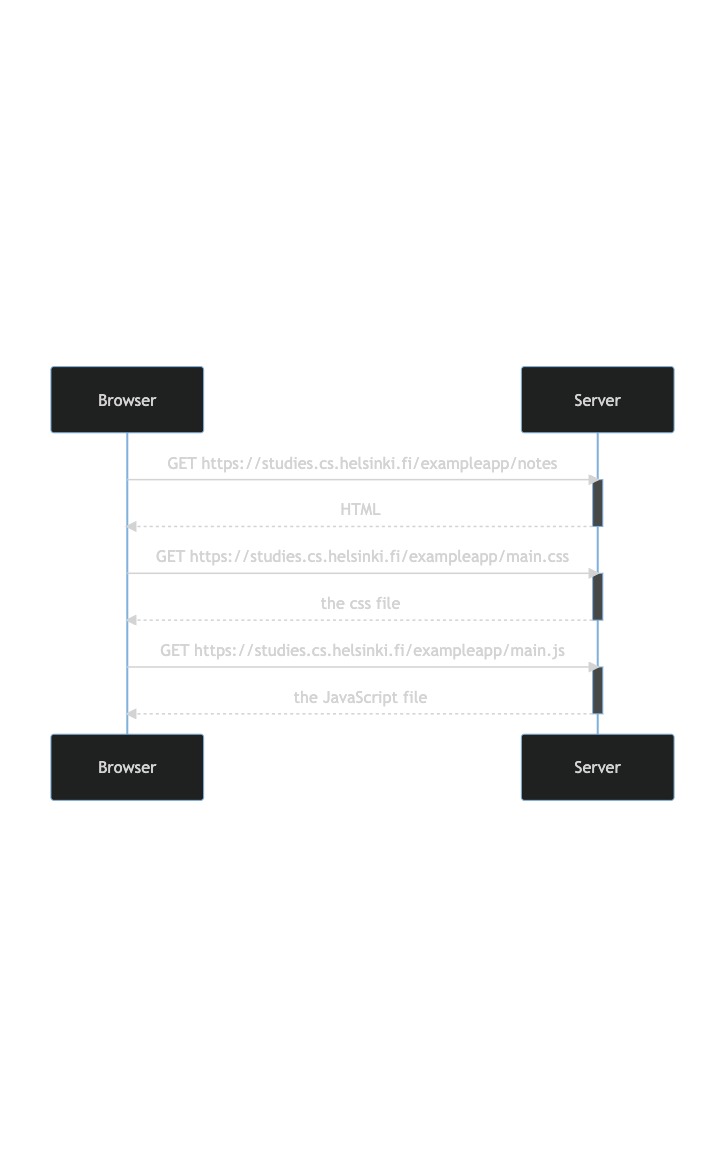 Browser
Server
GET https://studies.cs.helsinki.fi/exampleapp/notes
HTML
GET https://studies.cs.helsinki.fi/exampleapp/main.css
the css file
GET https://studies.cs.helsinki.fi/exampleapp/main.js
the JavaScript file
Browser
Server